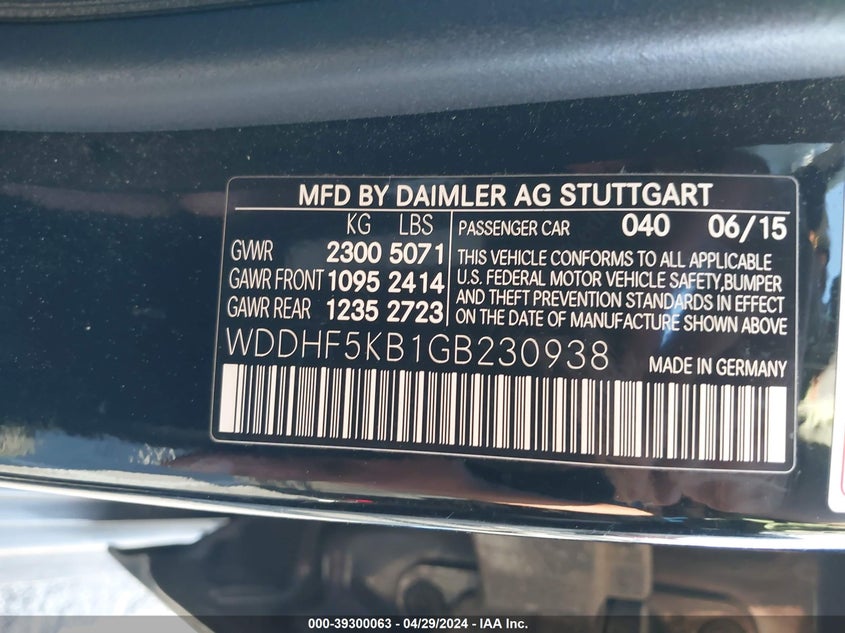 MFD BY DAIMLER AG STUTTGART
KG LBS
GVWR 2300 5071
GAWR FRONT 1095 2414
GAWR REAR 1235 2723
PASSENGER CAR 040 06/15
THIS VEHICLE CONFORMS TO ALL APPLICABLE
U.S. FEDERAL MOTOR VEHICLE SAFETY,BUMPER
AND THEFT PREVENTION STANDARDS IN EFFECT
ON THE DATE OF MANUFACTURE SHOWN ABOVE
WDDHF5KB1GB230938 MADE IN GERMANY
000-39300063 - 04/29/2024 - IAA Inc.